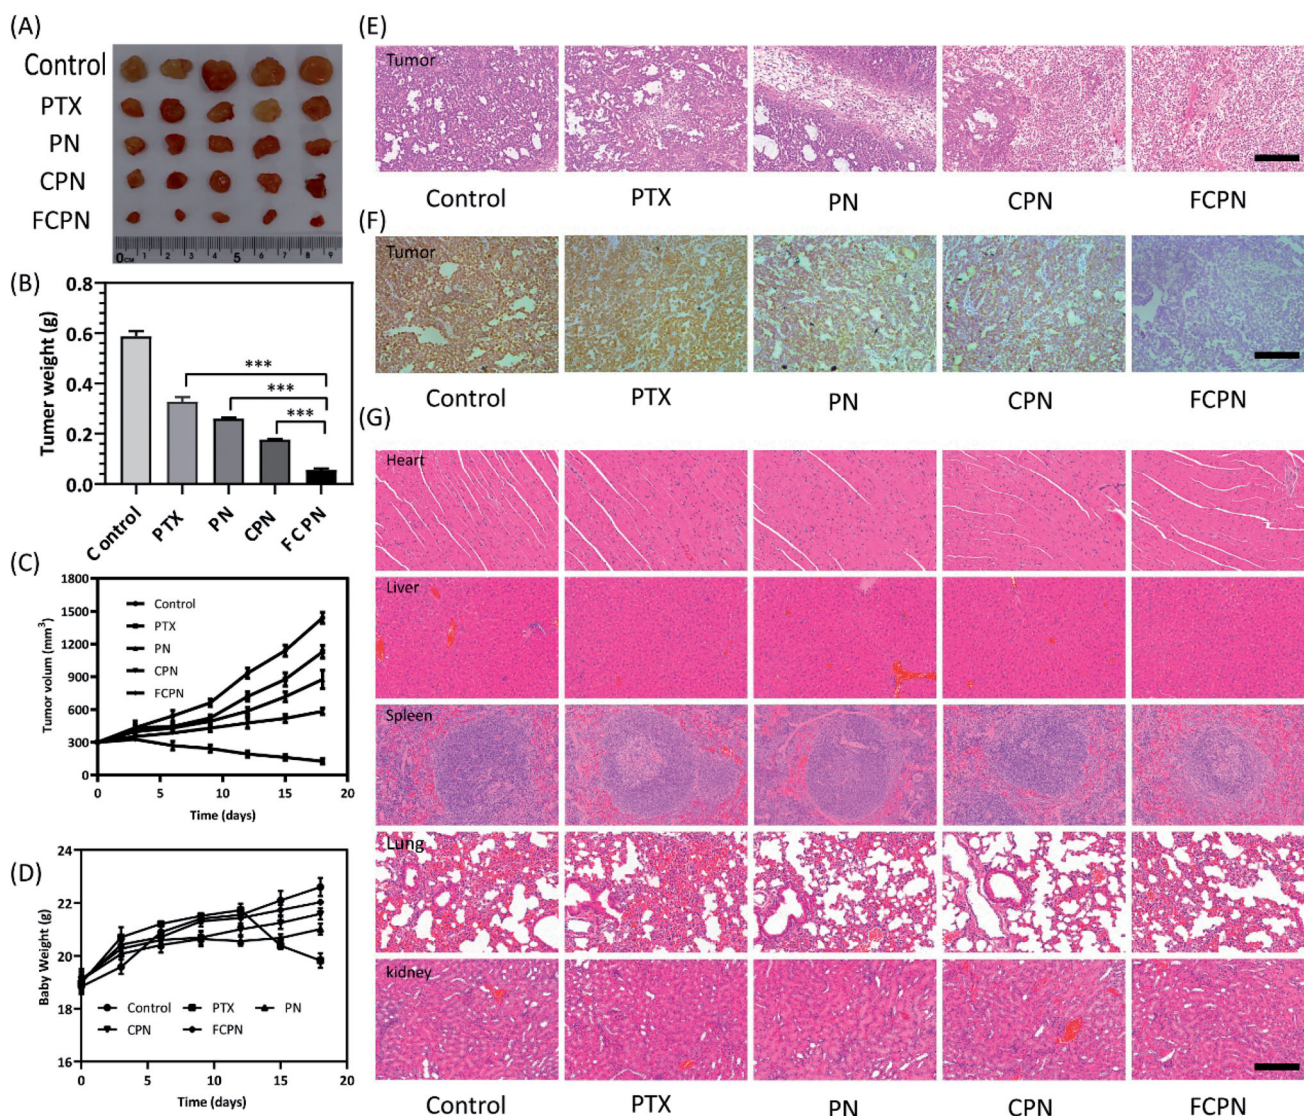 (A)
Control
PTX
PN
CPN
FCPN
0CM 1 2 3 4 5 6 7 8 9
(B)
Tumer weight (g)
0.8
0.6
0.4
0.2
0.0
***
***
***
Control
PTX
PN
CPN
FCPN
(C)
Tumor volum (mm³)
1800
1500
1200
900
600
300
0
Control
PTX
PN
CPN
FCPN
0 5 10 15 20
Time (days)
(D)
Baby Weight (g)
24
22
20
18
16
Control PTX PN
CPN FCPN
0 5 10 15 20
Time (days)
(E)
Tumor
Control PTX PN CPN FCPN
(F)
Tumor
Control PTX PN CPN FCPN
(G)
Heart
Liver
Spleen
Lung
kidney
Control PTX PN CPN FCPN